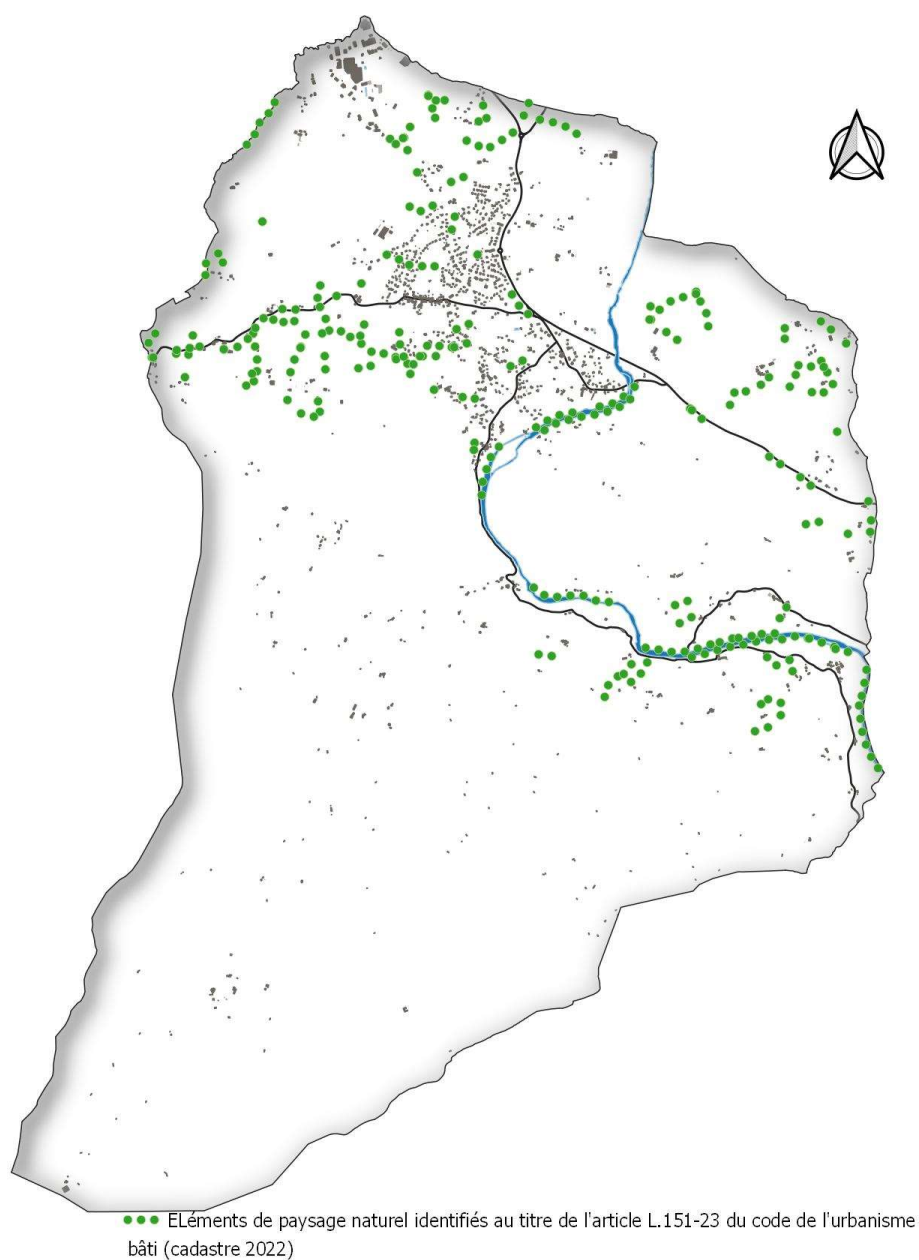 ELéments de paysage naturel identifiés au titre de l'article L.151-23 du code de l'urbanisme
bâti (cadastre 2022)